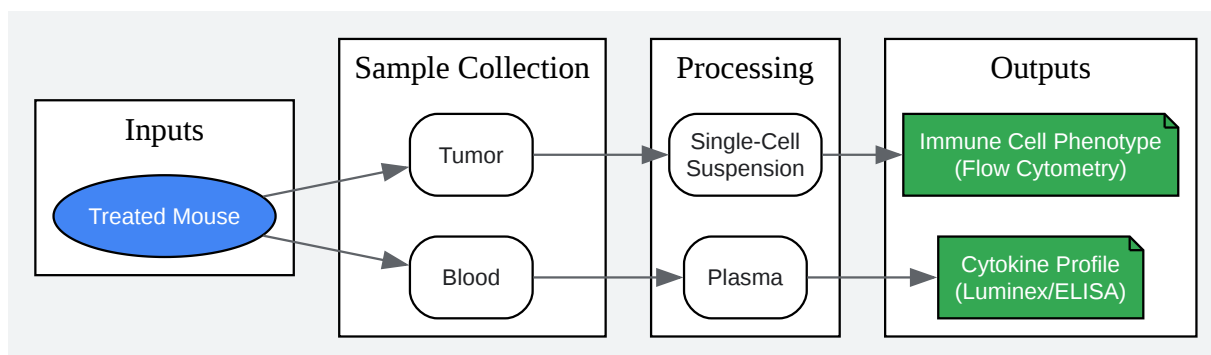 Inputs
Treated Mouse
Sample Collection
Tumor
Blood
Processing
Single-Cell
Suspension
Plasma
Outputs
Immune Cell Phenotype
(Flow Cytometry)
Cytokine Profile
(Luminex/ELISA)